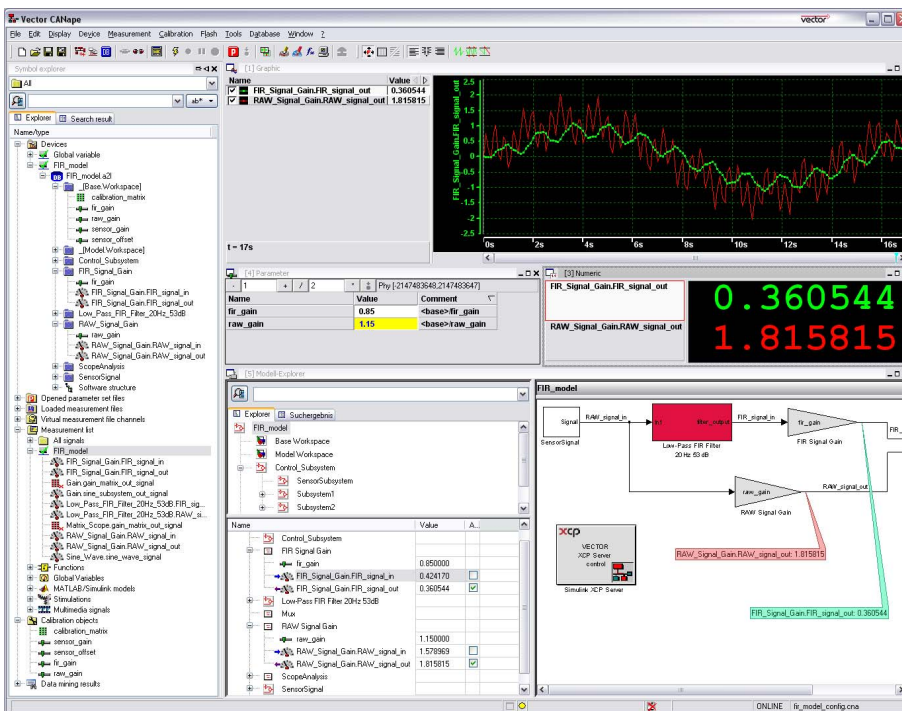 Vector CANape
vector
File Edit Display Device Measurement Calibration Flash Tools Database Window ?
Symbol explorer
All
ab*
Explorer Search result
Name/type
Devices
Global variable
FIR_model
FIR_model.a2l
_[Base.Workspace]
calibration_matrix
fir_gain
raw_gain
sensor_gain
sensor_offset
_[Model.Workspace]
Control_Subsystem
FIR_Signal_Gain
fir_gain
FIR_Signal_Gain.FIR_signal_in
FIR_Signal_Gain.FIR_signal_out
Low_Pass_FIR_Filter_20Hz_53dB
RAW_Signal_Gain
raw_gain
RAW_Signal_Gain.RAW_signal_in
RAW_Signal_Gain.RAW_signal_out
ScopeAnalysis
SensorSignal
Software structure
Opened parameter set files
Loaded measurement files
Virtual measurement file channels
Measurement list
All signals
FIR_model
FIR_Signal_Gain.FIR_signal_in
FIR_Signal_Gain.FIR_signal_out
Gain.gain_matrix_out_signal
Gain.sine_subsystem_out_signal
Low_Pass_FIR_Filter_20Hz_53dB.FIR_sig...
Low_Pass_FIR_Filter_20Hz_53dB.RAW_si...
Matrix_Scope.gain_matrix_out_signal
RAW_Signal_Gain.RAW_signal_in
RAW_Signal_Gain.RAW_signal_out
Sine_Wave.sine_wave_signal
Functions
Global Variables
MATLAB/Simulink models
Stimulations
Multimedia signals
Calibration objects
calibration_matrix
sensor_gain
sensor_offset
fir_gain
raw_gain
Data mining results
[1] Graphic
Name Value
FIR_Signal_Gain.FIR_signal_out 0.360544
RAW_Signal_Gain.RAW_signal_out 1.815815
t = 17s
FIR_Signal_Gain.FIR_signal_out
2.5
2
1.5
1
0.5
0
-0.5
-1
-1.5
-2
-2.5
0s 2s 4s 6s 8s 10s 12s 14s 16s
[4] Parameter
- 1 + / 2 * Phy [-2147483648,2147483647]
Name Value Comment
fir_gain 0.85 <base>/fir_gain
raw_gain 1.15 <base>/raw_gain
[3] Numeric
FIR_Signal_Gain.FIR_signal_out 0.360544
RAW_Signal_Gain.RAW_signal_out 1.815815
[5] Modell-Explorer
Explorer Suchergebnis
FIR_model
Base Workspace
Model Workspace
Control_Subsystem
SensorSubsystem
Subsystem1
Subsystem2
Name Value A..
Control_Subsystem
FIR Signal Gain
fir_gain 0.850000
FIR_Signal_Gain.FIR_signal_in 0.424170
FIR_Signal_Gain.FIR_signal_out 0.360544
Low-Pass FIR Filter 20Hz 53dB
Mux
RAW Signal Gain
raw_gain 1.150000
RAW_Signal_Gain.RAW_signal_in 1.578969
RAW_Signal_Gain.RAW_signal_out 1.815815
ScopeAnalysis
SensorSignal
FIR_model
Signal
SensorSignal
RAW_signal_in
filter_output
Low-Pass FIR Filter
20Hz 53 dB
FIR_signal_in
fir_gain
FIR Signal Gain
FIR_
raw_gain
RAW Signal Gain
RAW_signal_out
XCP
VECTOR
XCP Server
control
Simulink XCP Server
RAW_Signal_Gain.RAW_signal_out: 1.815815
FIR_Signal_Gain.FIR_signal_out: 0.360544
ONLINE fir_model_config.cna